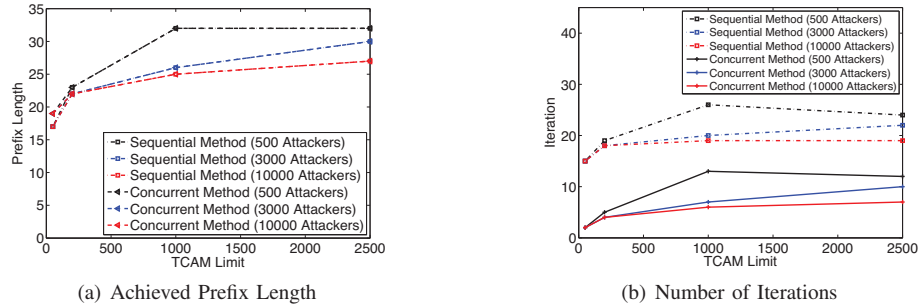 35
30
25
20
15
10
5
0
Prefix Length
Sequential Method (500 Attackers)
Sequential Method (3000 Attackers)
Sequential Method (10000 Attackers)
Concurrent Method (500 Attackers)
Concurrent Method (3000 Attackers)
Concurrent Method (10000 Attackers)
0 500 1000 1500 2000 2500
TCAM Limit
(a) Achieved Prefix Length
40
30
20
10
0
Iteration
Sequential Method (500 Attackers)
Sequential Method (3000 Attackers)
Sequential Method (10000 Attackers)
Concurrent Method (500 Attackers)
Concurrent Method (3000 Attackers)
Concurrent Method (10000 Attackers)
0 500 1000 1500 2000 2500
TCAM Limit
(b) Number of Iterations